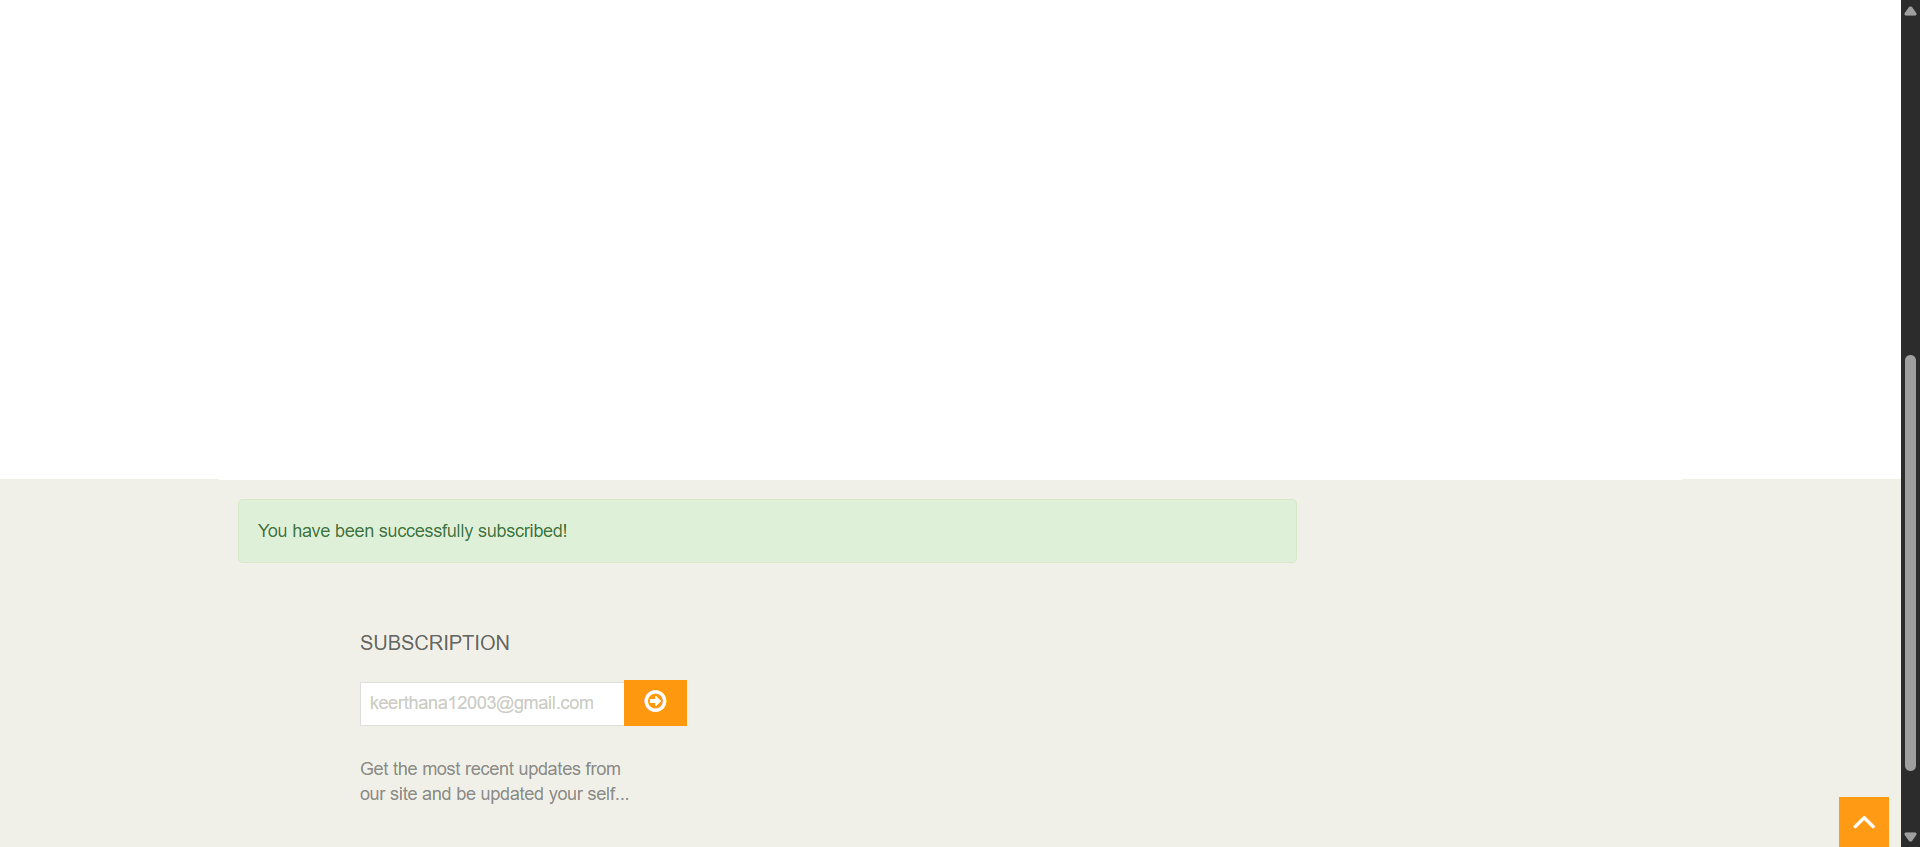 You have been successfully subscribed!
SUBSCRIPTION
keerthana12003@gmail.com
Get the most recent updates from
our site and be updated your self...